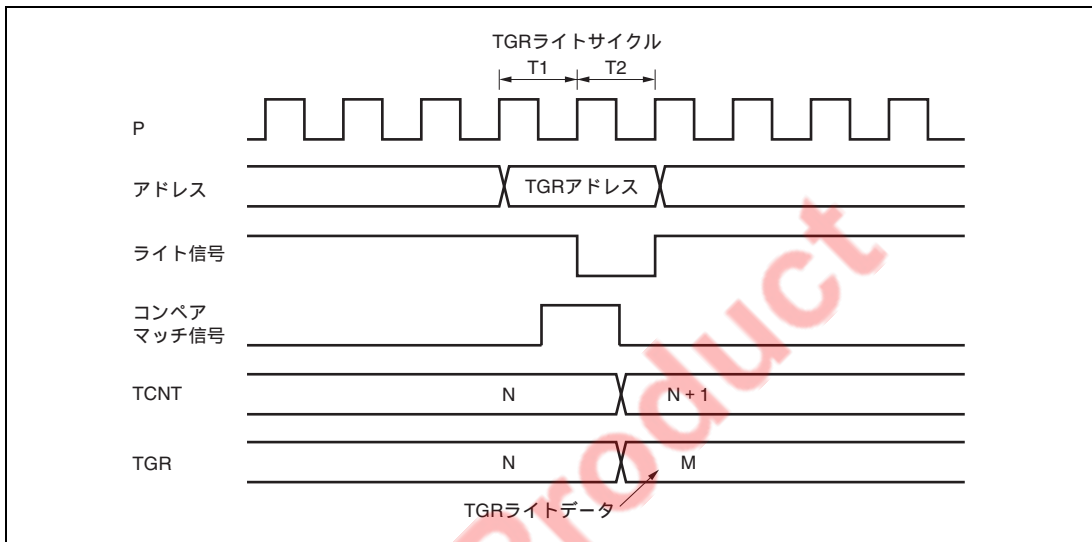 TGRライトサイクル
T1 T2
P
アドレス TGRアドレス
ライト信号
コンペア
マッチ信号
TCNT N N + 1
TGR N M
TGRライトデータ
Product